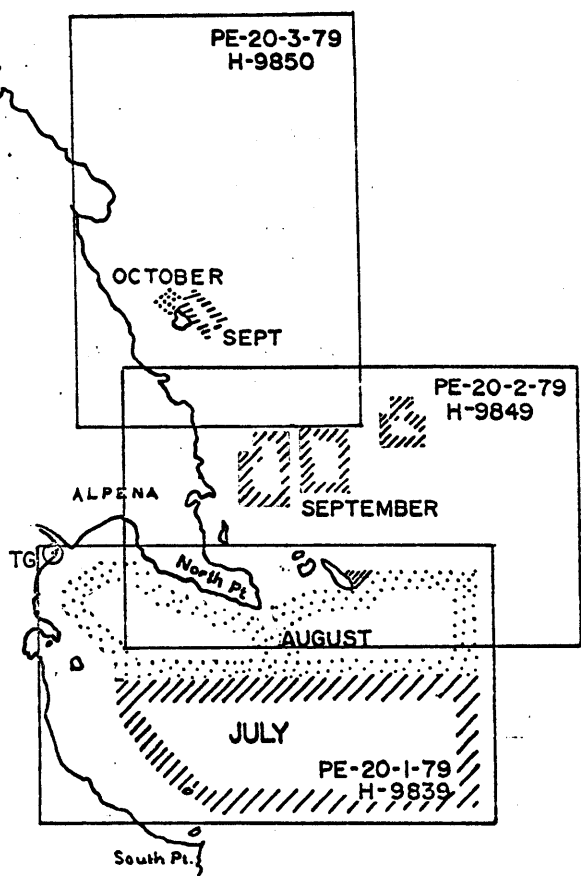 PE-20-3-79
H-9850
OCTOBER
SEPT
PE-20-2-79
H-9849
ALPENA
SEPTEMBER
TG
North Pt.
AUGUST
JULY
PE-20-1-79
H-9839
South Pt.